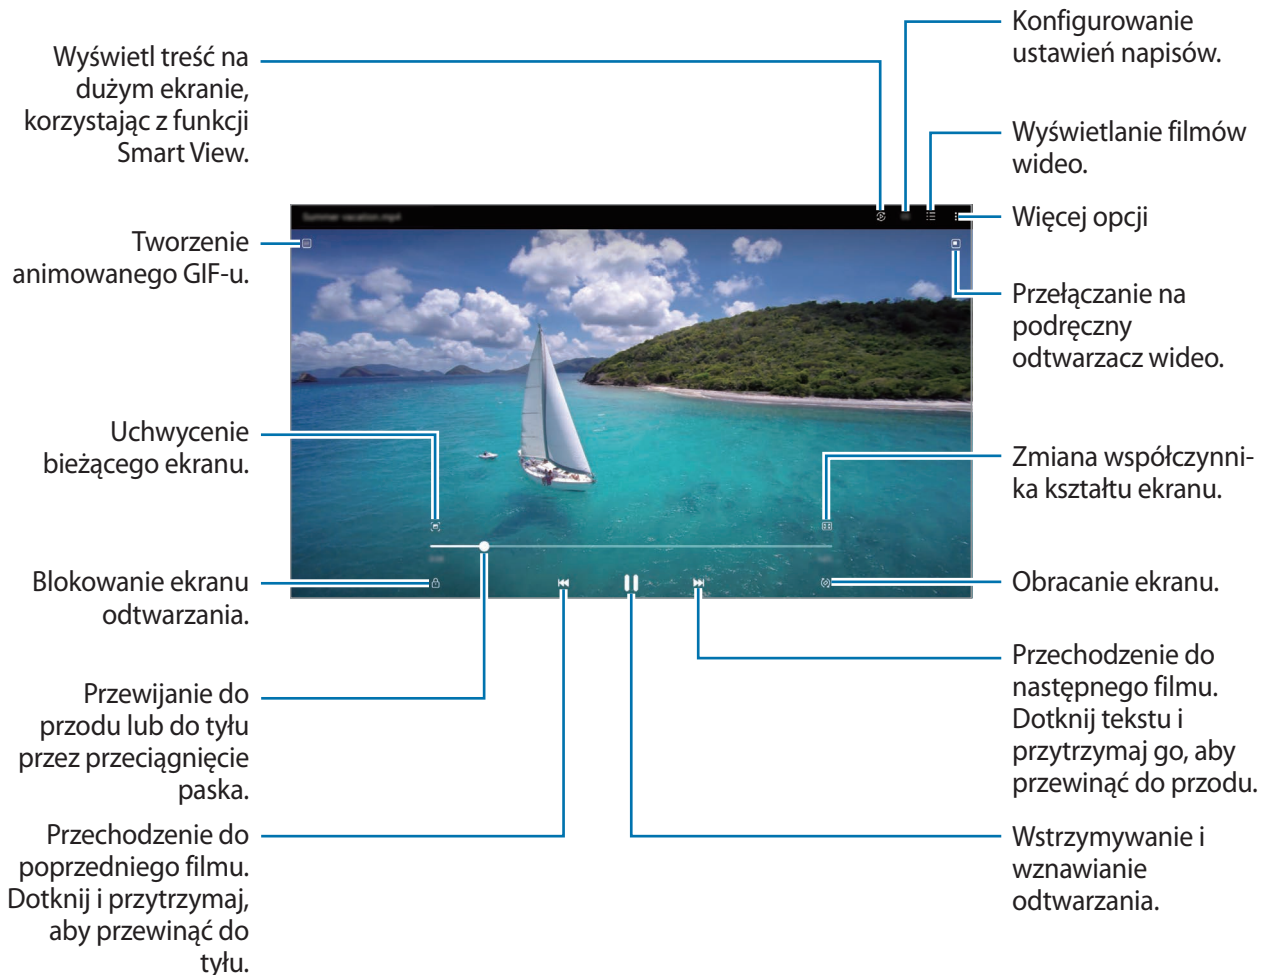 Wyświetl treść na
dużym ekranie,
korzystając z funkcji
Smart View.
Tworzenie
animowanego GIF-u.
Uchwycenie
bieżącego ekranu.
Blokowanie ekranu
odtwarzania.
Przewijanie do
przodu lub do tyłu
przez przeciągnięcie
paska.
Przechodzenie do
poprzedniego filmu.
Dotknij i przytrzymaj,
aby przewinąć do
tyłu.
Summer vacation.mp4
Konfigurowanie
ustawień napisów.
Wyświetlanie filmów
wideo.
Więcej opcji
Przełączanie na
podręczny
odtwarzacz wideo.
Zmiana współczynni-
ka kształtu ekranu.
Obracanie ekranu.
Przechodzenie do
następnego filmu.
Dotknij tekstu i
przytrzymaj go, aby
przewinąć do przodu.
Wstrzymywanie i
wznawianie
odtwarzania.